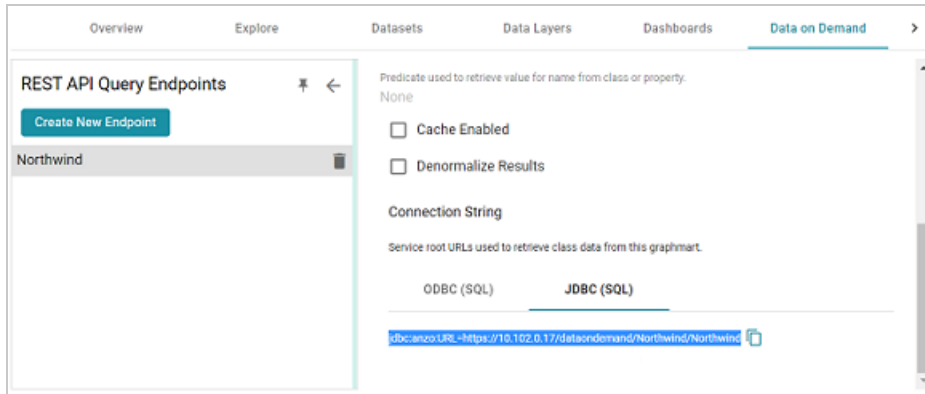 Overview Explore Datasets Data Layers Dashboards Data on Demand
REST API Query Endpoints
Create New Endpoint
Northwind
Predicate used to retrieve value for name from class or property.
None
Cache Enabled
Denormalize Results
Connection String
Service root URLs used to retrieve class data from this graphmart.
ODBC (SQL) JDBC (SQL)
jdbc:anzo:URL=https://10.102.0.17/dataondemand/Northwind/Northwind